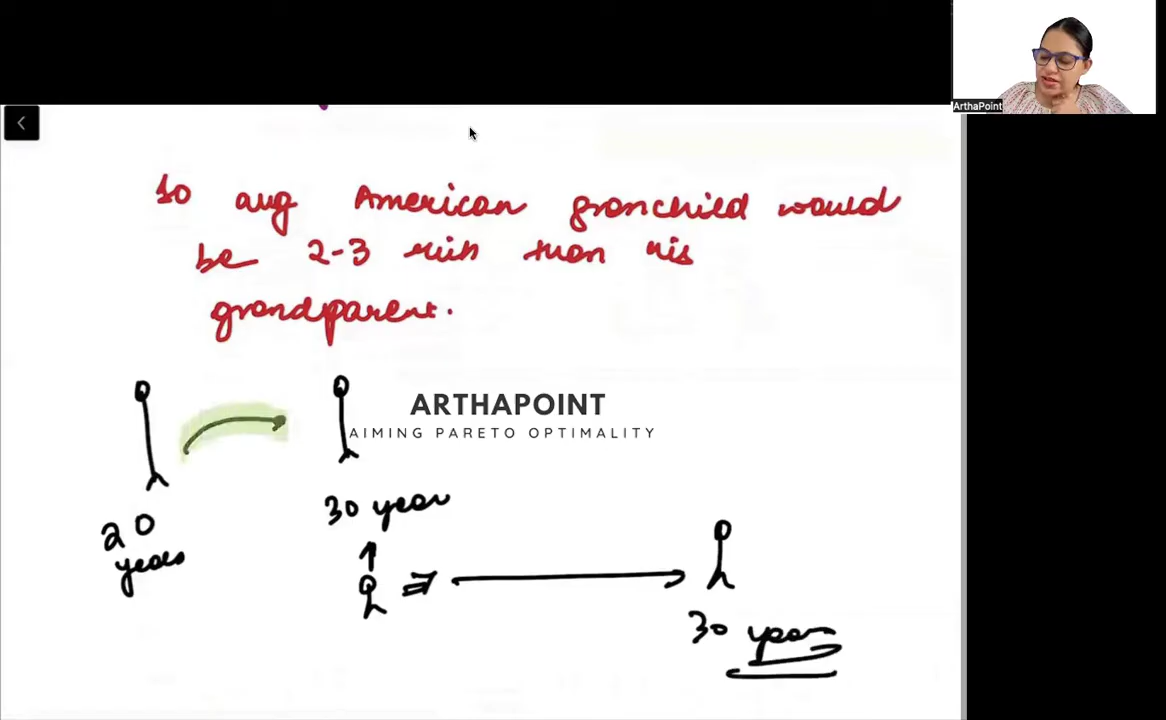 ArthaPoint
so avg American granchild would
be 2-3 rich than his
grandparent.
ARTHAPOINT
AIMING PARETO OPTIMALITY
20
years
30 year
30 years